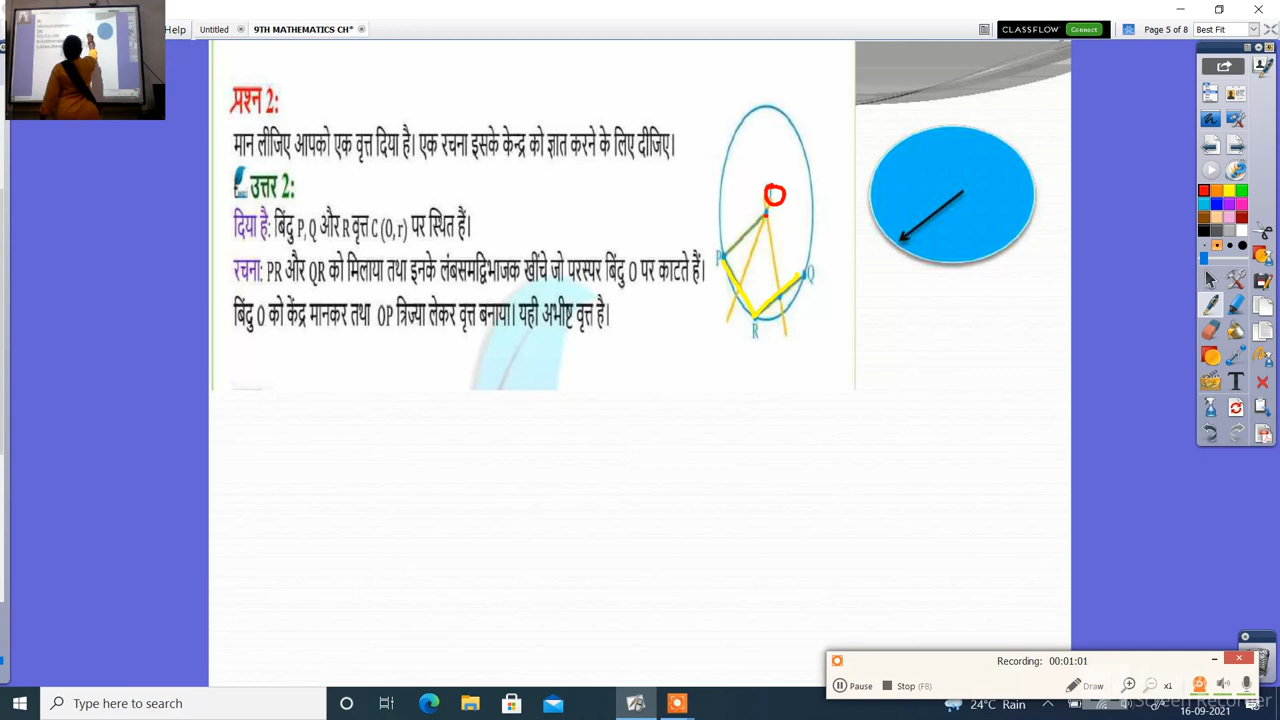 Help
Untitled
9TH MATHEMATICS CH*
CLASSFLOW
Connect
Page 5 of 8
Best Fit
प्रश्न 2:
मान लीजिए आपको एक वृत्त दिया है। एक रचना इसके केन्द्र को ज्ञात करने के लिए दीजिए।
उत्तर 2:
दिया है: बिंदु P, Q और R वृत्त C (O, r) पर स्थित हैं।
रचना: PR और QR को मिलाया तथा इनके लंबसमद्विभाजक खींचे जो परस्पर बिंदु O पर काटते हैं।
बिंदु O को केंद्र मानकर तथा OP त्रिज्या लेकर वृत्त बनाया। यही अभीष्ट वृत्त है।
P
Q
R
T
Recording: 00:01:01
Pause
Stop (F8)
Draw
x1
Type here to search
24°C Rain
16-09-2021
Screen Recorder